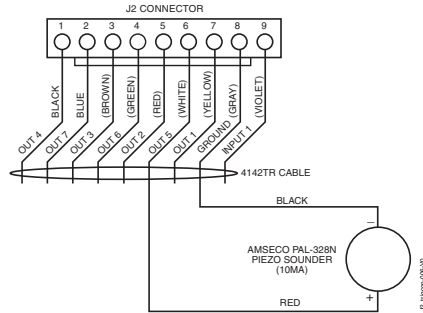 J2 CONNECTOR
1 2 3 4 5 6 7 8 9
BLACK
BLUE
(BROWN)
(GREEN)
(RED)
(WHITE)
(YELLOW)
(GRAY)
(VIOLET)
OUT 4
OUT 7
OUT 3
OUT 6
OUT 2
OUT 5
OUT 1
GROUND
INPUT 1
4142TR CABLE
BLACK
–
AMSECO PAL-328N
PIEZO SOUNDER
(10MA)
+
RED